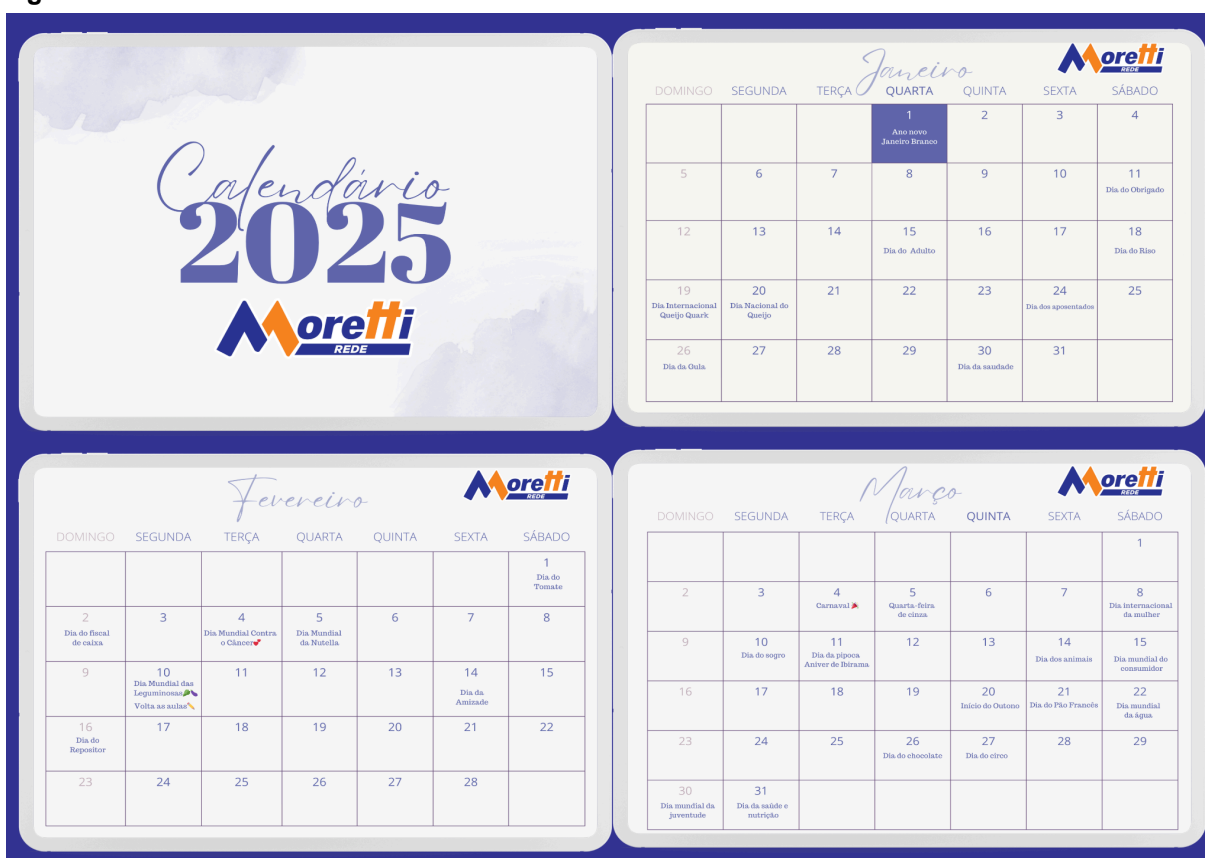 Calendário
2025
Moretti
REDE
Janeiro
Moretti
REDE
DOMINGO SEGUNDA TERÇA QUARTA QUINTA SEXTA SÁBADO
1 2 3 4
Ano novo
Janeiro Branco
5 6 7 8 9 10 11
Dia do Obrigado
12 13 14 15 16 17 18
Dia do Adulto Dia do Riso
19 20 21 22 23 24 25
Dia Internacional Dia Nacional do Dia dos aposentados
Queijo Quark Queijo
26 27 28 29 30 31
Dia da Gula Dia da saudade
Fevereiro
Moretti
REDE
DOMINGO SEGUNDA TERÇA QUARTA QUINTA SEXTA SÁBADO
1
Dia do
Tomate
2 3 4 5 6 7 8
Dia do fiscal Dia Mundial Contra Dia Mundial
de caixa o Câncer💕 da Nutella
9 10 11 12 13 14 15
Dia Mundial das Dia da
Leguminosas🥦🍆 Amizade
Volta as aulas✏️
16 17 18 19 20 21 22
Dia do
Repositor
23 24 25 26 27 28
Março
Moretti
REDE
DOMINGO SEGUNDA TERÇA QUARTA QUINTA SEXTA SÁBADO
1
2 3 4 5 6 7 8
Carnaval🎉 Quarta-feira Dia internacional
de cinza da mulher
9 10 11 12 13 14 15
Dia do sogro Dia da pipoca Dia dos animais Dia mundial do
Aniver de Ibirama consumidor
16 17 18 19 20 21 22
Início do Outono Dia do Pão Francês Dia mundial
da água
23 24 25 26 27 28 29
Dia do chocolate Dia do circo
30 31
Dia mundial da Dia da saúde e
juventude nutrição